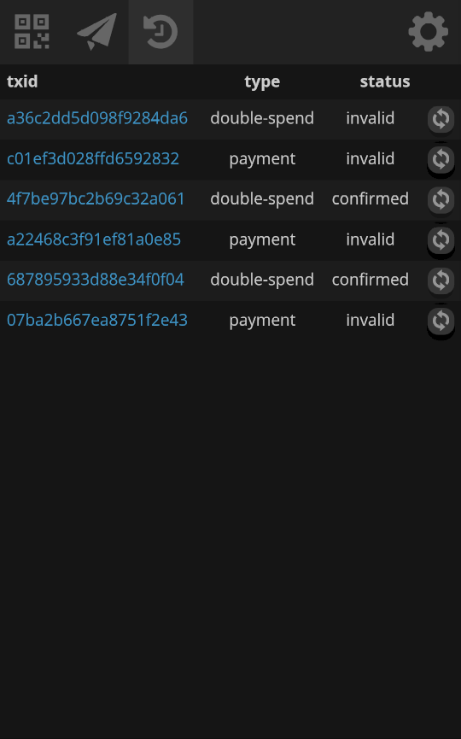 txid type status
a36c2dd5d098f9284da6 double-spend invalid
c01ef3d028ffd6592832 payment invalid
4f7be97bc2b69c32a061 double-spend confirmed
a22468c3f91ef81a0e85 payment invalid
687895933d88e34f0f04 double-spend confirmed
07ba2b667ea8751f2e43 payment invalid